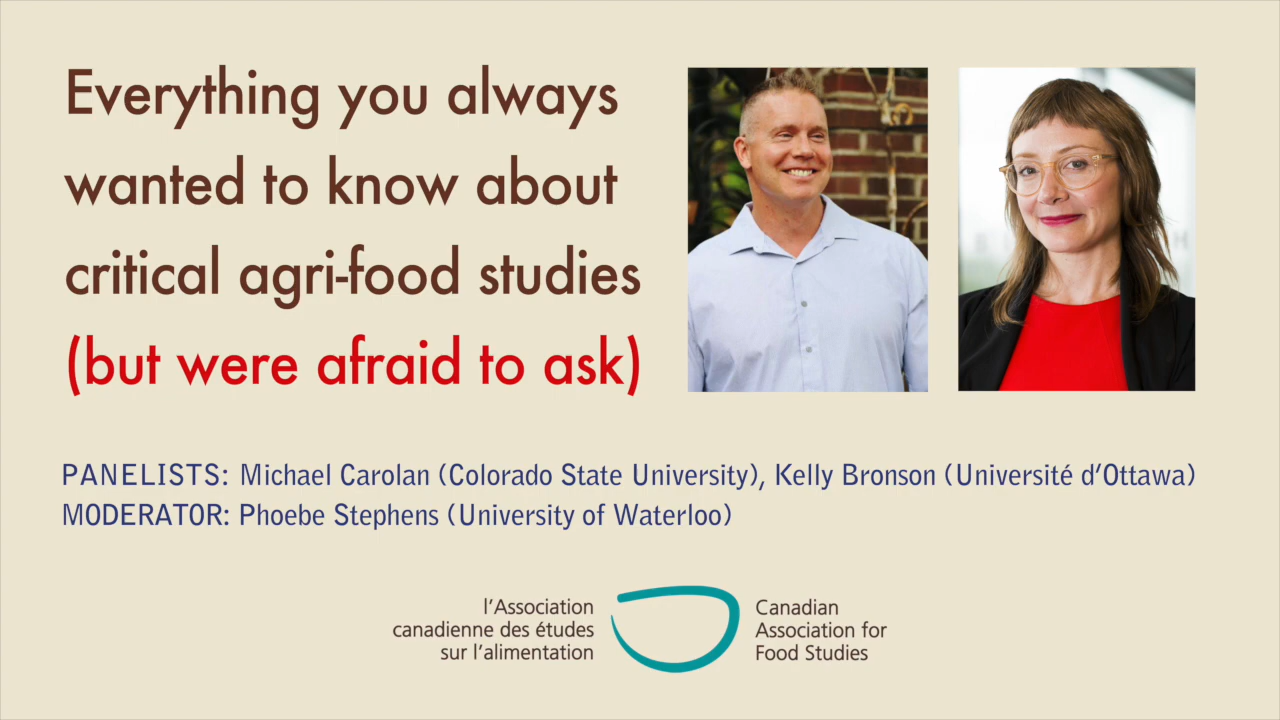 Everything you always
wanted to know about
critical agri-food studies
(but were afraid to ask)
PANELISTS: Michael Carolan (Colorado State University), Kelly Bronson (Université d’Ottawa)
MODERATOR: Phoebe Stephens (University of Waterloo)
l’Association
canadienne des études
sur l’alimentation
Canadian
Association for
Food Studies